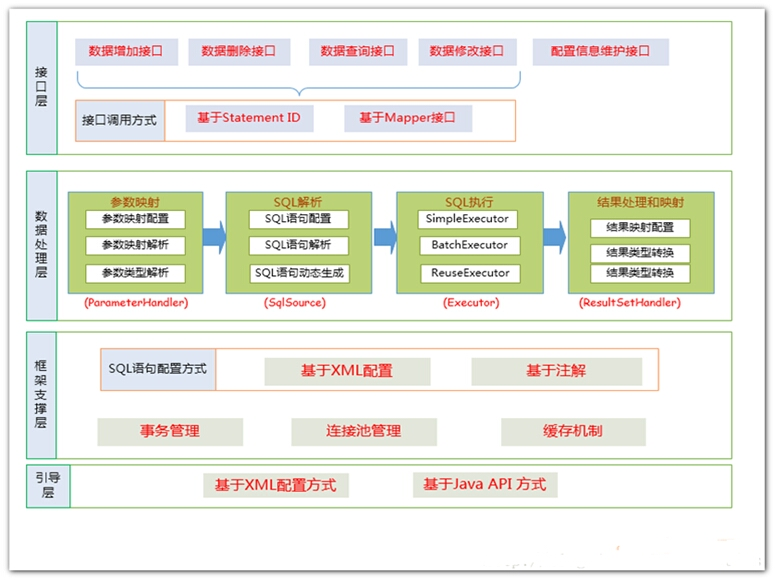 接口层
数据增加接口
数据删除接口
数据查询接口
数据修改接口
配置信息维护接口
接口调用方式
基于Statement ID
基于Mapper接口
数据处理层
参数映射
参数映射配置
参数映射解析
参数类型解析
(ParameterHandler)
SQL解析
SQL语句配置
SQL语句解析
SQL语句动态生成
(SqlSource)
SQL执行
SimpleExecutor
BatchExecutor
ReuseExecutor
(Executor)
结果处理和映射
结果映射配置
结果类型转换
结果类型转换
(ResultSetHandler)
框架支撑层
SQL语句配置方式
基于XML配置
基于注解
事务管理
连接池管理
缓存机制
引导层
基于XML配置方式
基于Java API 方式